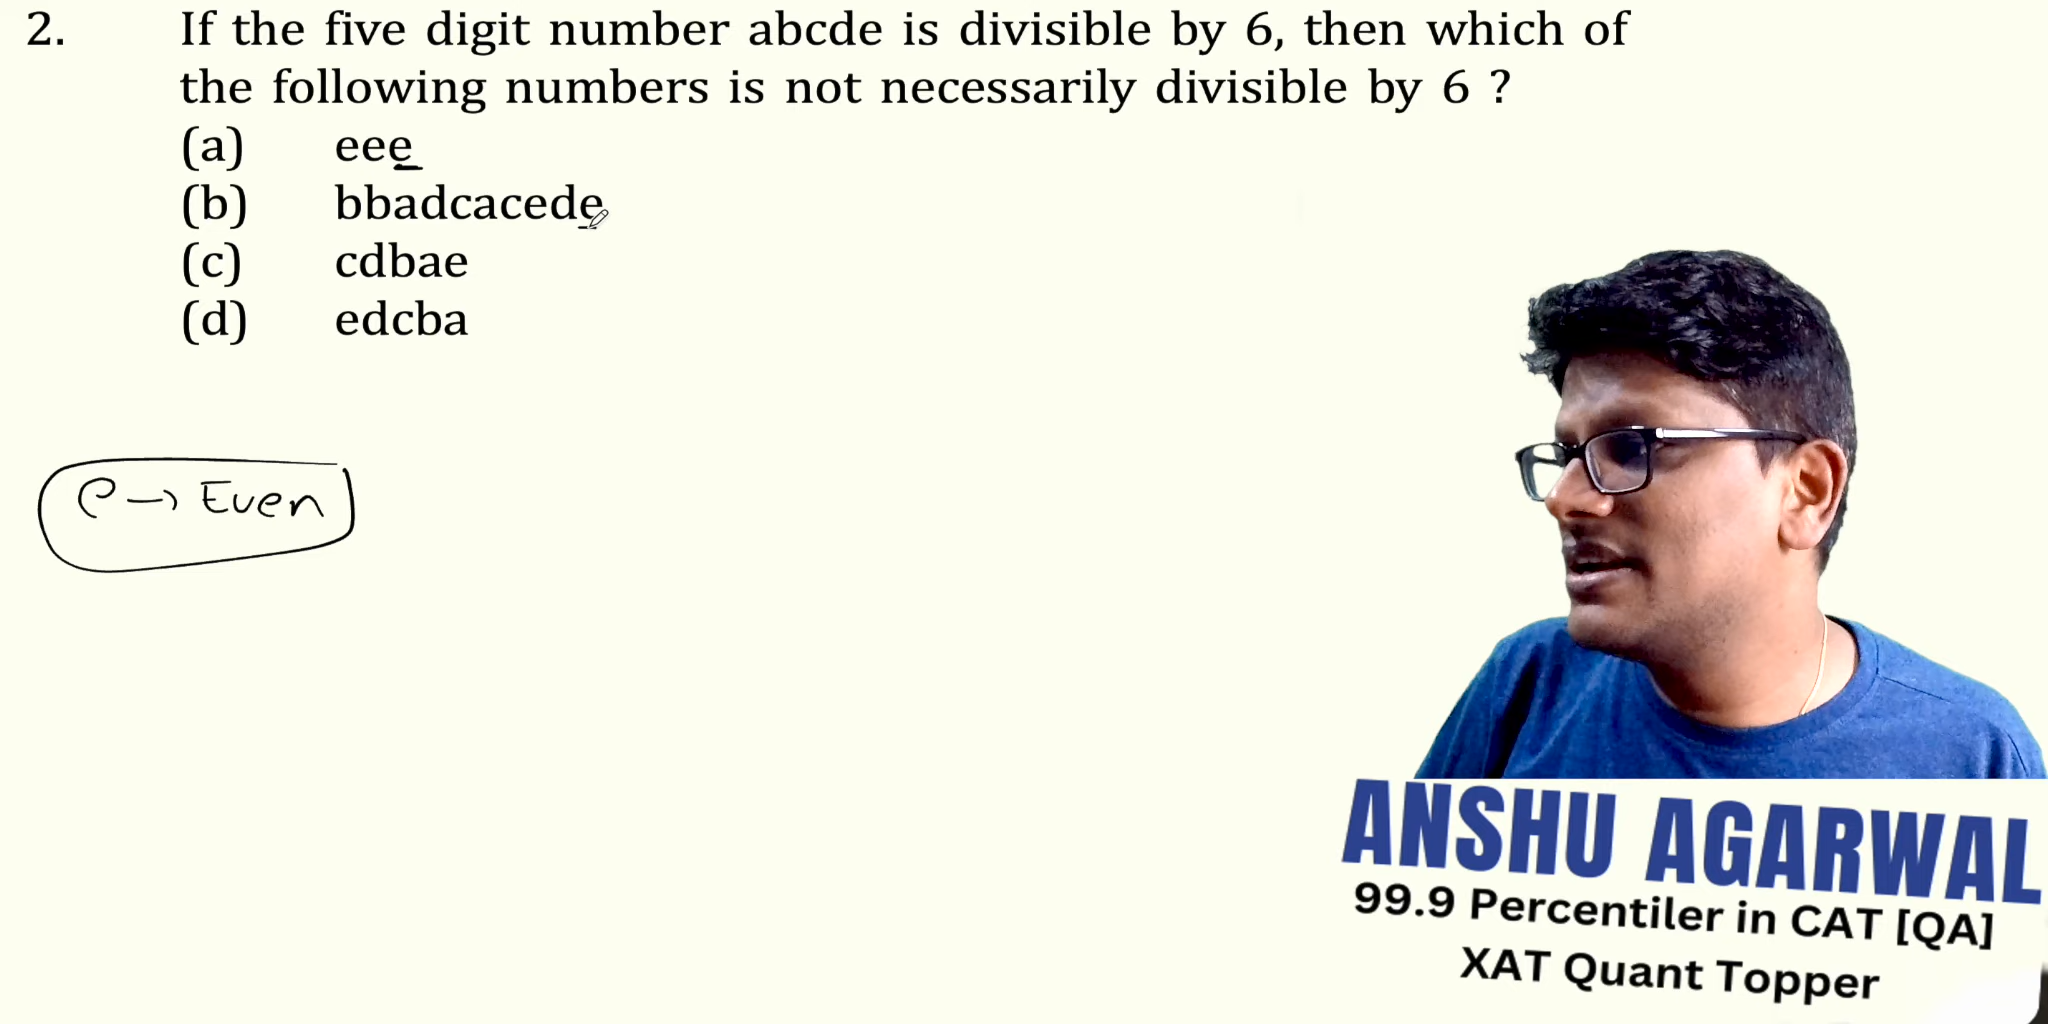 2. If the five digit number abcde is divisible by 6, then which of
the following numbers is not necessarily divisible by 6 ?
(a) eee
(b) bbadcacede
(c) cdbae
(d) edcba
e → Even
ANSHU AGARWAL
99.9 Percentiler in CAT [QA]
XAT Quant Topper